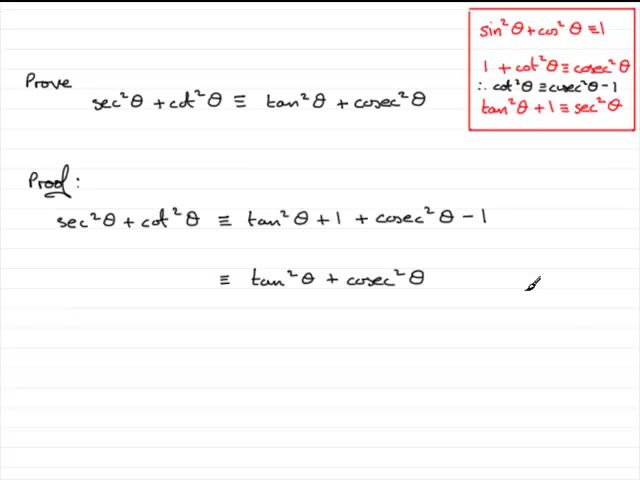 sin²θ + cos²θ ≡ 1
1 + cot²θ ≡ cosec²θ
∴ cot²θ ≡ cosec²θ - 1
tan²θ + 1 ≡ sec²θ
Prove
sec²θ + cot²θ ≡ tan²θ + cosec²θ
Proof:
sec²θ + cot²θ ≡ tan²θ + 1 + cosec²θ - 1
≡ tan²θ + cosec²θ